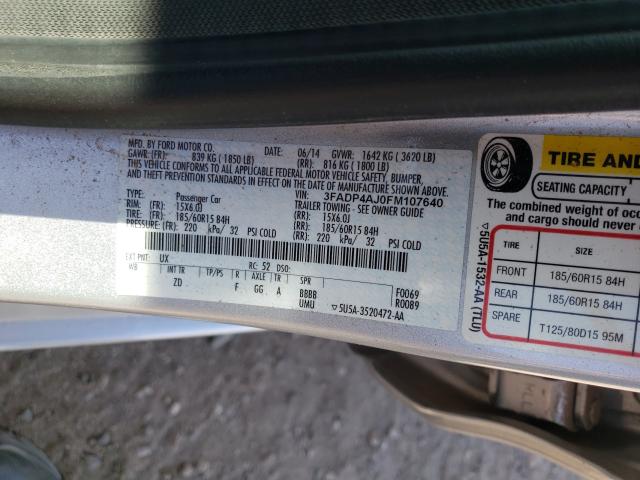 MFD. BY FORD MOTOR CO.
DATE: 06/14 GVWR: 1642 KG ( 3620 LB)
GAWR: (FR): 839 KG ( 1850 LB) (RR): 816 KG ( 1800 LB)
THIS VEHICLE CONFORMS TO ALL APPLICABLE FEDERAL MOTOR VEHICLE SAFETY, BUMPER,
AND THEFT PREVENTION STANDARDS IN EFFECT ON THE DATE OF MANUFACTURE SHOWN ABOVE.
VIN: 3FADP4AJ0FM107640
TYPE: Passenger Car TRAILER TOWING - SEE OWNER GUIDE
RIM: (FR): 15X6.0J (RR): 15X6.0J
TIRE: (FR): 185/60R15 84H (RR): 185/60R15 84H
PRESSURE: (FR): 220 kPa/ 32 PSI COLD (RR): 220 kPa/ 32 PSI COLD
EXT PNT: UX RC: 52 DSO:
WB INT TR TP/PS R AXLE TR SPR
ZD F GG A BBBB F0069
UMU R0089
▽5U5A-3520472-AA
▽5U5A-1532-AA (TLU)
TIRE AND
SEATING CAPACITY
The combined weight of occ
and cargo should never
TIRE SIZE
FRONT 185/60R15 84H
REAR 185/60R15 84H
SPARE T125/80D15 95M